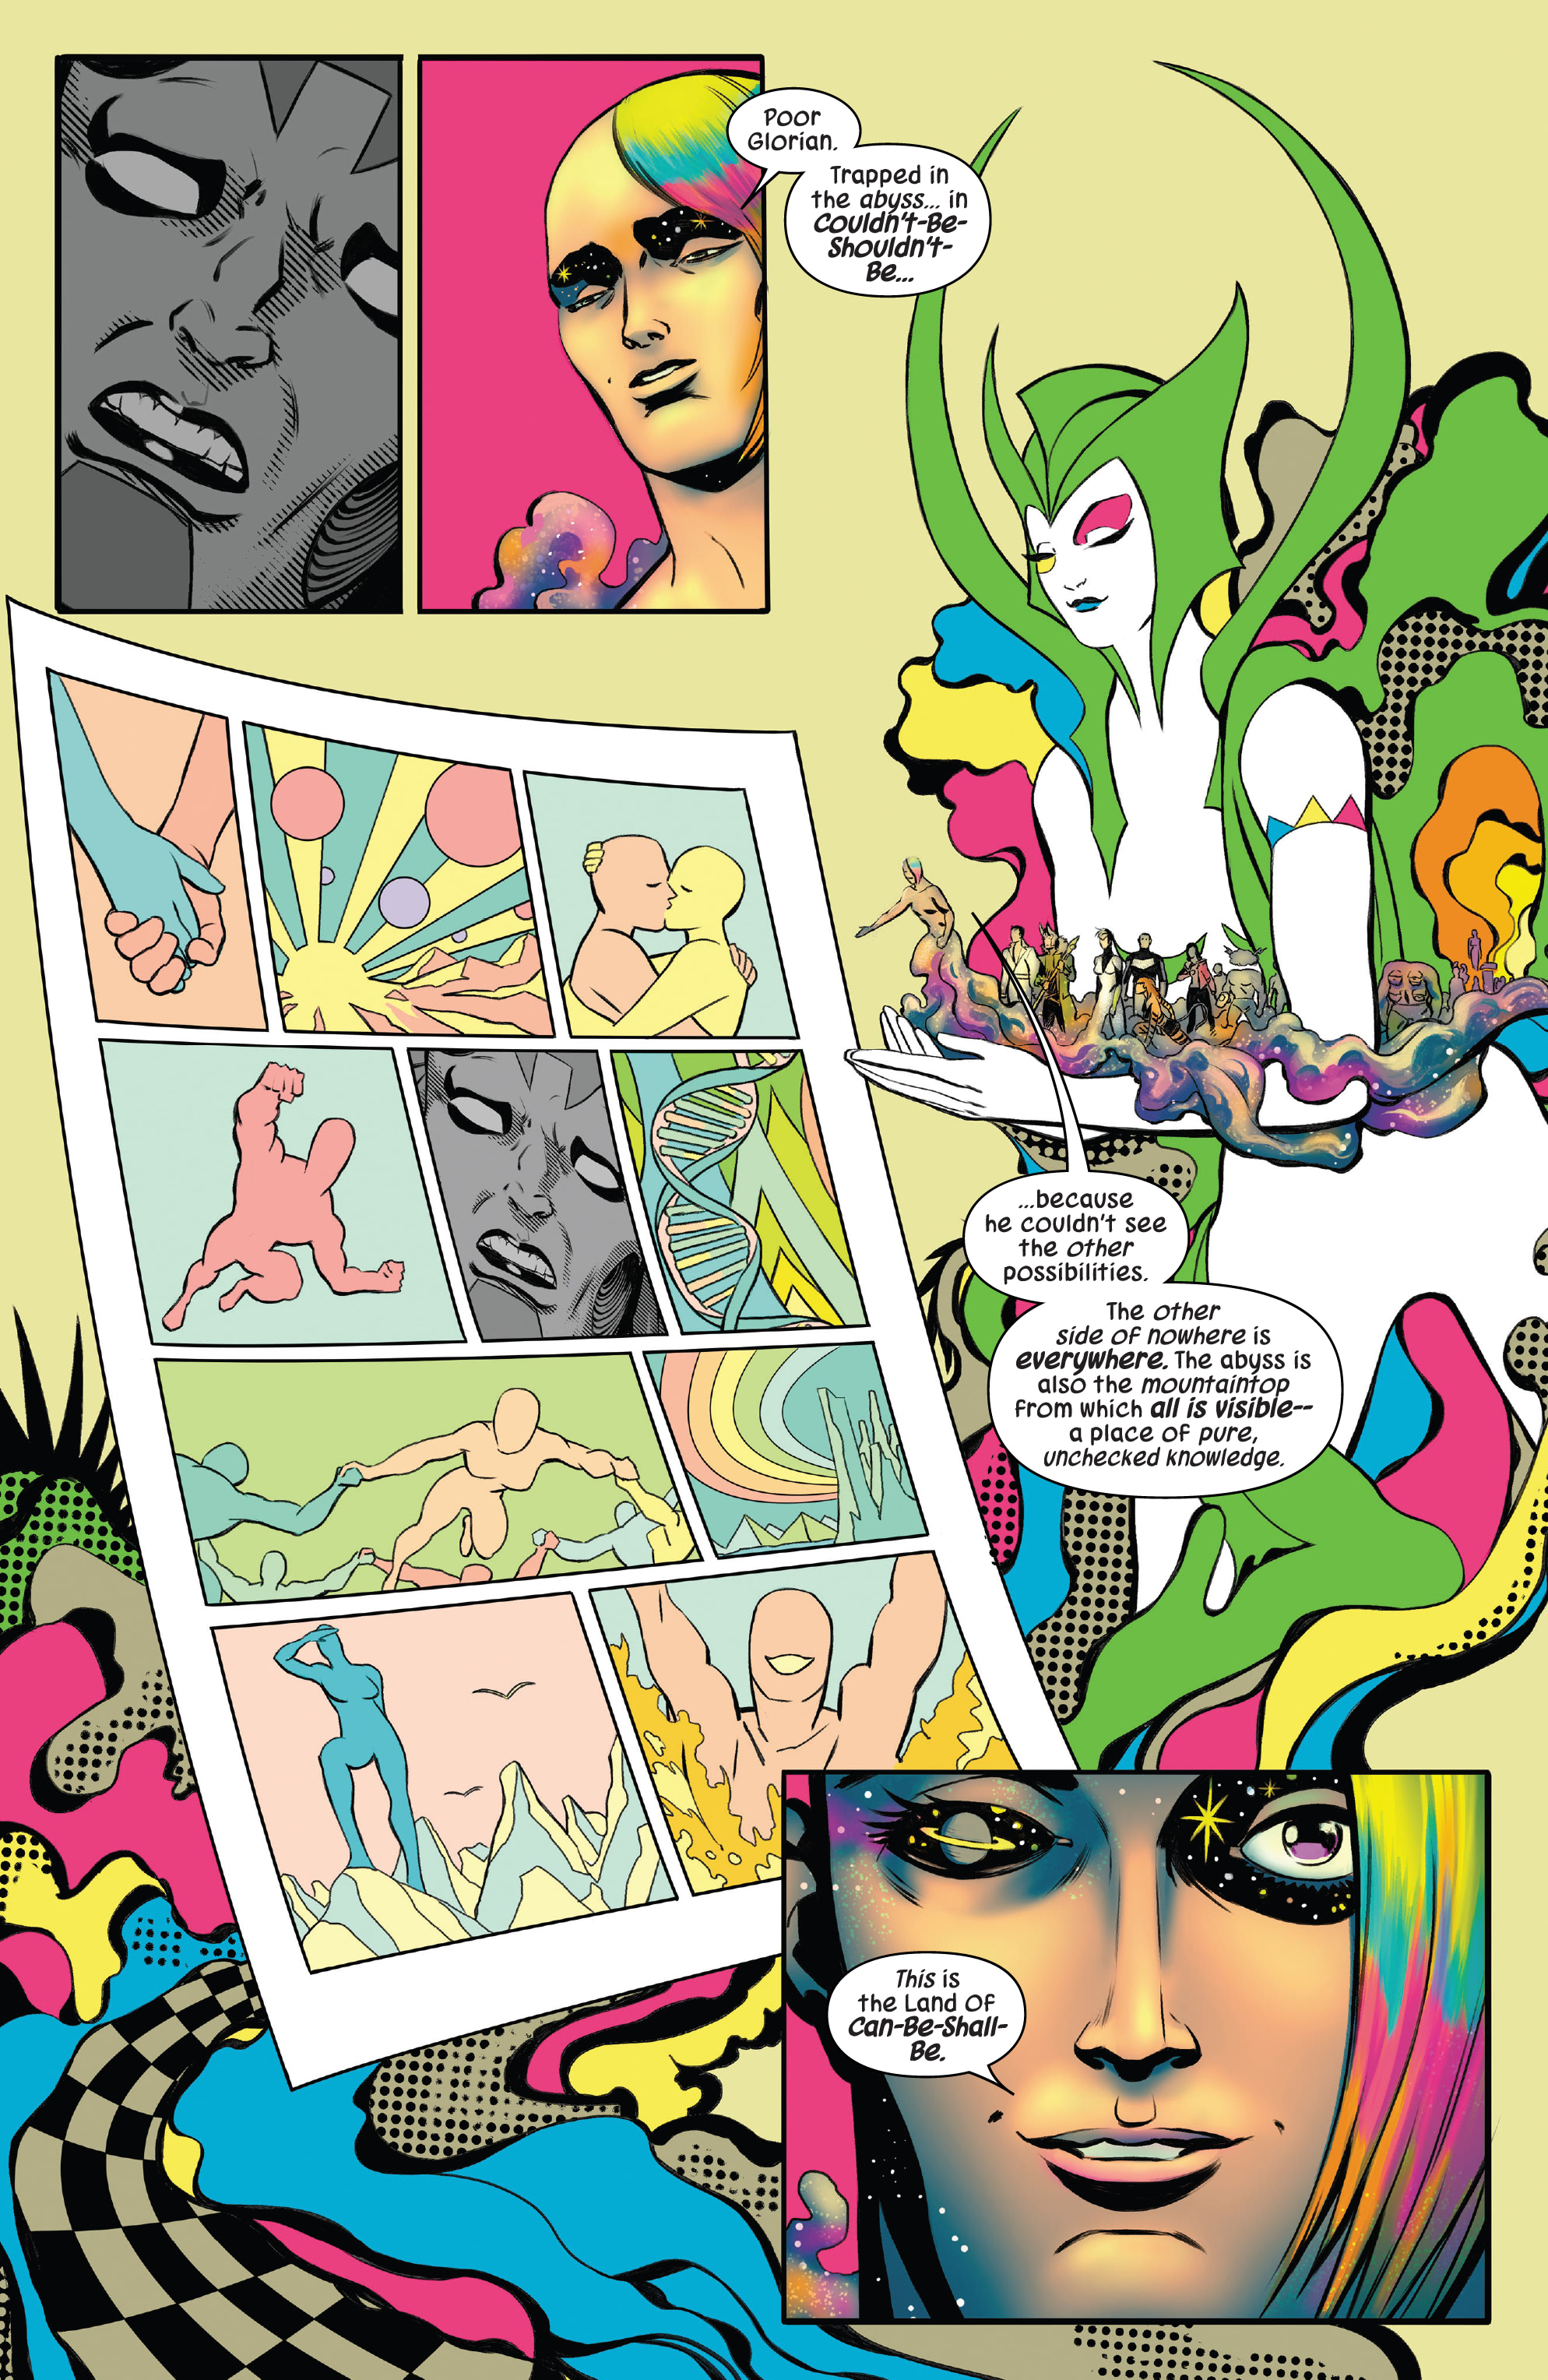 Poor
Glorian.
Trapped in
the abyss... in
Couldn't-Be-
Shouldn't-
Be...
...because
he couldn't see
the other
possibilities.
The other
side of nowhere is
everywhere. The abyss is
also the mountaintop
from which all is visible--
a place of pure,
unchecked knowledge.
This is
the Land Of
Can-Be-Shall-
Be.